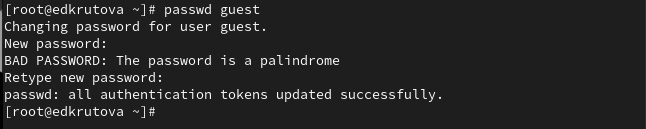 [root@edkrutova ~]# passwd guest
Changing password for user guest.
New password:
BAD PASSWORD: The password is a palindrome
Retype new password:
passwd: all authentication tokens updated successfully.
[root@edkrutova ~]#